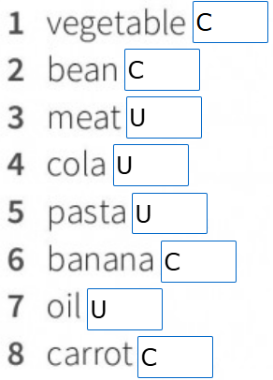 1 vegetable C
2 bean C
3 meat U
4 cola U
5 pasta U
6 banana C
7 oil U
8 carrot C